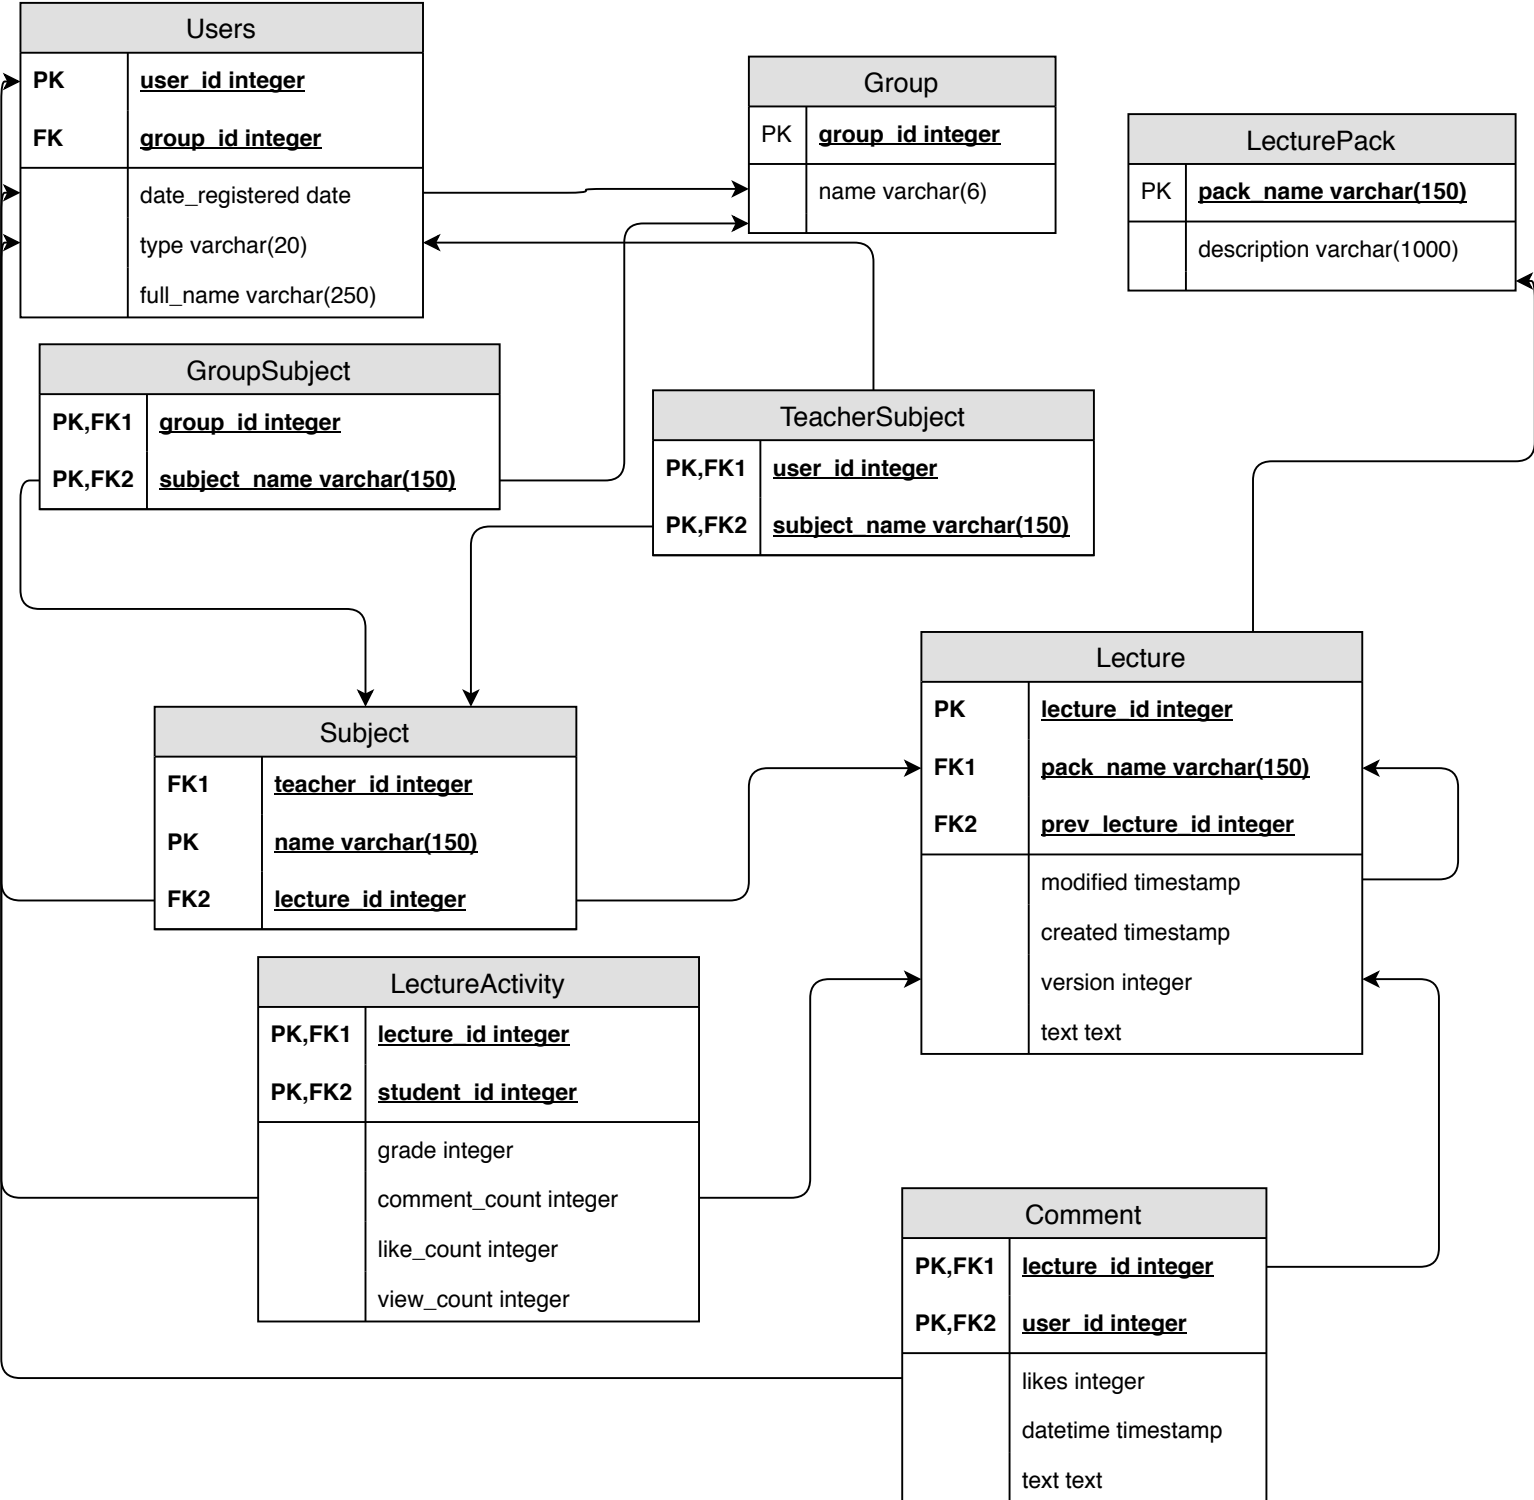 Users
PK user_id integer
FK group_id integer
date_registered date
type varchar(20)
full_name varchar(250)
Group
PK group_id integer
name varchar(6)
LecturePack
PK pack_name varchar(150)
description varchar(1000)
GroupSubject
PK,FK1 group_id integer
PK,FK2 subject_name varchar(150)
TeacherSubject
PK,FK1 user_id integer
PK,FK2 subject_name varchar(150)
Subject
FK1 teacher_id integer
PK name varchar(150)
FK2 lecture_id integer
Lecture
PK lecture_id integer
FK1 pack_name varchar(150)
FK2 prev_lecture_id integer
modified timestamp
created timestamp
version integer
text text
LectureActivity
PK,FK1 lecture_id integer
PK,FK2 student_id integer
grade integer
comment_count integer
like_count integer
view_count integer
Comment
PK,FK1 lecture_id integer
PK,FK2 user_id integer
likes integer
datetime timestamp
text text